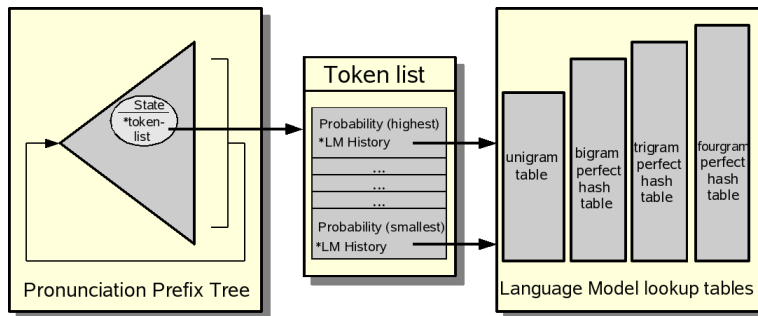 State
*token-
list
Pronunciation Prefix Tree
Token list
Probability (highest)
*LM History
...
...
...
Probability (smallest)
*LM History
unigram
table
bigram
perfect
hash
table
trigram
perfect
hash
table
fourgram
perfect
hash
table
Language Model lookup tables